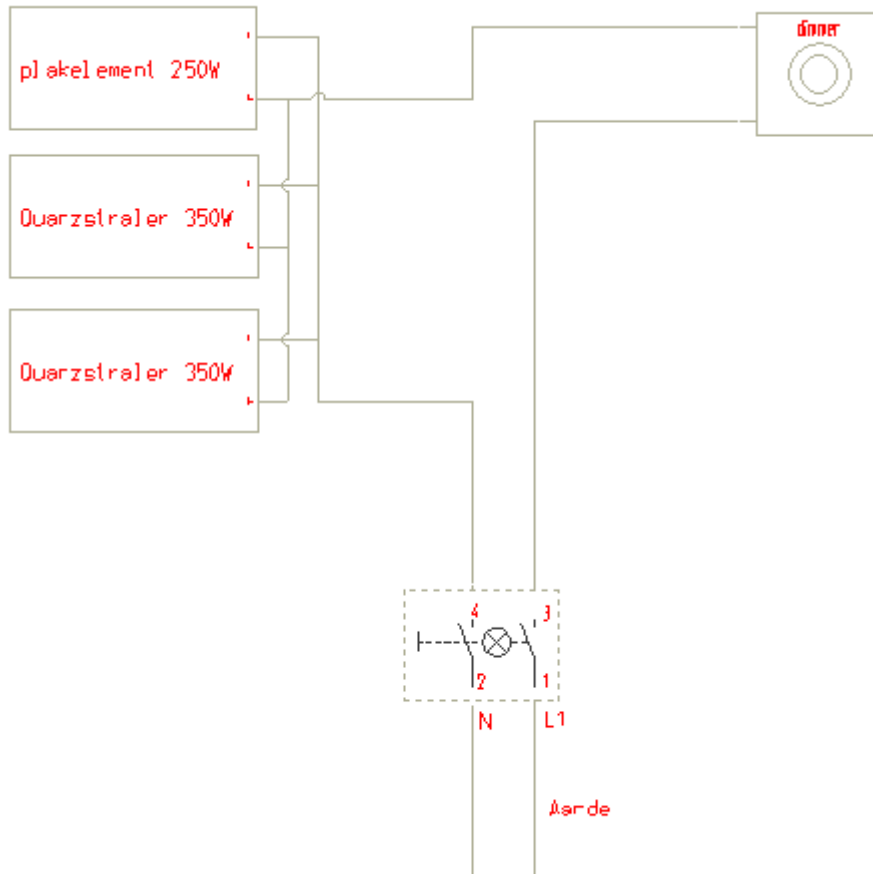 dimmer
plakelement 250W
Quarzstraler 350W
Quarzstraler 350W
4 3
2 1
N L1
Aarde